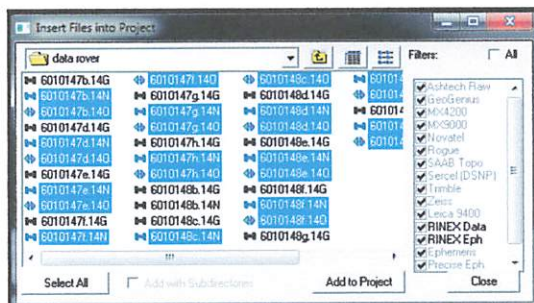 Insert Files into Project
data rover
Filters:
All
6010147b.14G
6010147b.14N
6010147b.14O
6010147d.14G
6010147d.14N
6010147d.14O
6010147e.14G
6010147e.14N
6010147e.14O
6010147f.14G
6010147f.14N
6010147f.14O
6010147g.14G
6010147g.14N
6010147g.14O
6010147h.14G
6010147h.14N
6010147h.14O
6010148b.14G
6010148b.14N
6010148c.14G
6010148c.14N
6010148c.14O
6010148d.14G
6010148d.14N
6010148d.14O
6010148e.14G
6010148e.14N
6010148e.14O
6010148f.14G
6010148f.14N
6010148f.14O
6010148g.14G
601014
601014
601014
601014
60101
Ashtech Raw
GeoGenius
MX4200
MX9000
Novatel
Rogue
SAAB Topo
Sercel (DSNP)
Trimble
Zeiss
Leica 9400
RINEX Data
RINEX Eph
Ephemeris
Precise Eph
Select All
Add with Subdirectories
Add to Project
Close